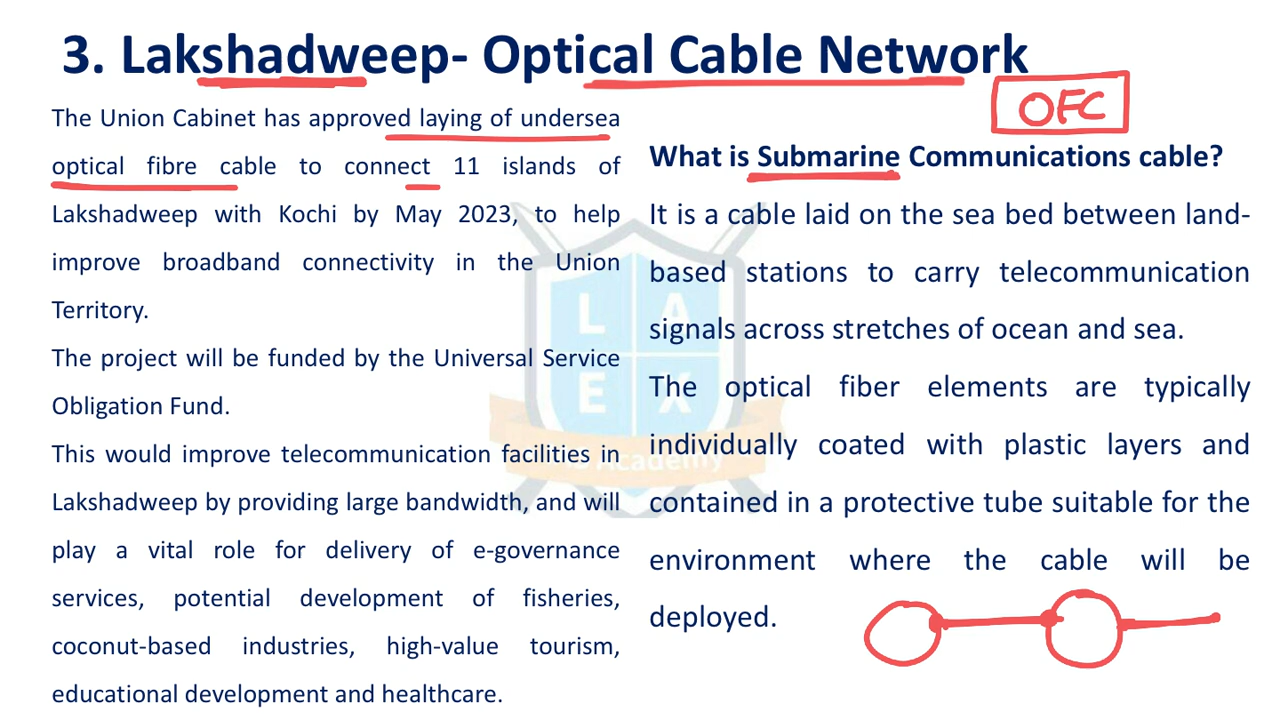 3. Lakshadweep- Optical Cable Network
OFC
The Union Cabinet has approved laying of undersea
optical fibre cable to connect 11 islands of
Lakshadweep with Kochi by May 2023, to help
improve broadband connectivity in the Union
Territory.
The project will be funded by the Universal Service
Obligation Fund.
This would improve telecommunication facilities in
Lakshadweep by providing large bandwidth, and will
play a vital role for delivery of e-governance
services, potential development of fisheries,
coconut-based industries, high-value tourism,
educational development and healthcare.
What is Submarine Communications cable?
It is a cable laid on the sea bed between land-
based stations to carry telecommunication
signals across stretches of ocean and sea.
The optical fiber elements are typically
individually coated with plastic layers and
contained in a protective tube suitable for the
environment where the cable will be
deployed.
L A
E X
Academy